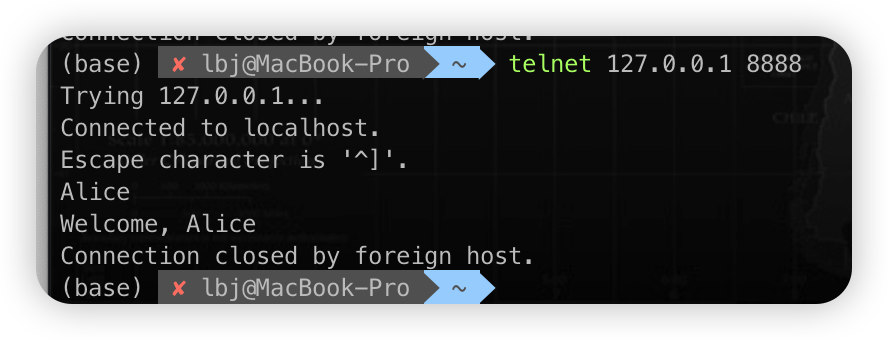 Connection closed by foreign host.
(base) ✘ lbj@MacBook-Pro ~ telnet 127.0.0.1 8888
Trying 127.0.0.1...
Connected to localhost.
Escape character is '^]'.
Alice
Welcome, Alice
Connection closed by foreign host.
(base) ✘ lbj@MacBook-Pro ~